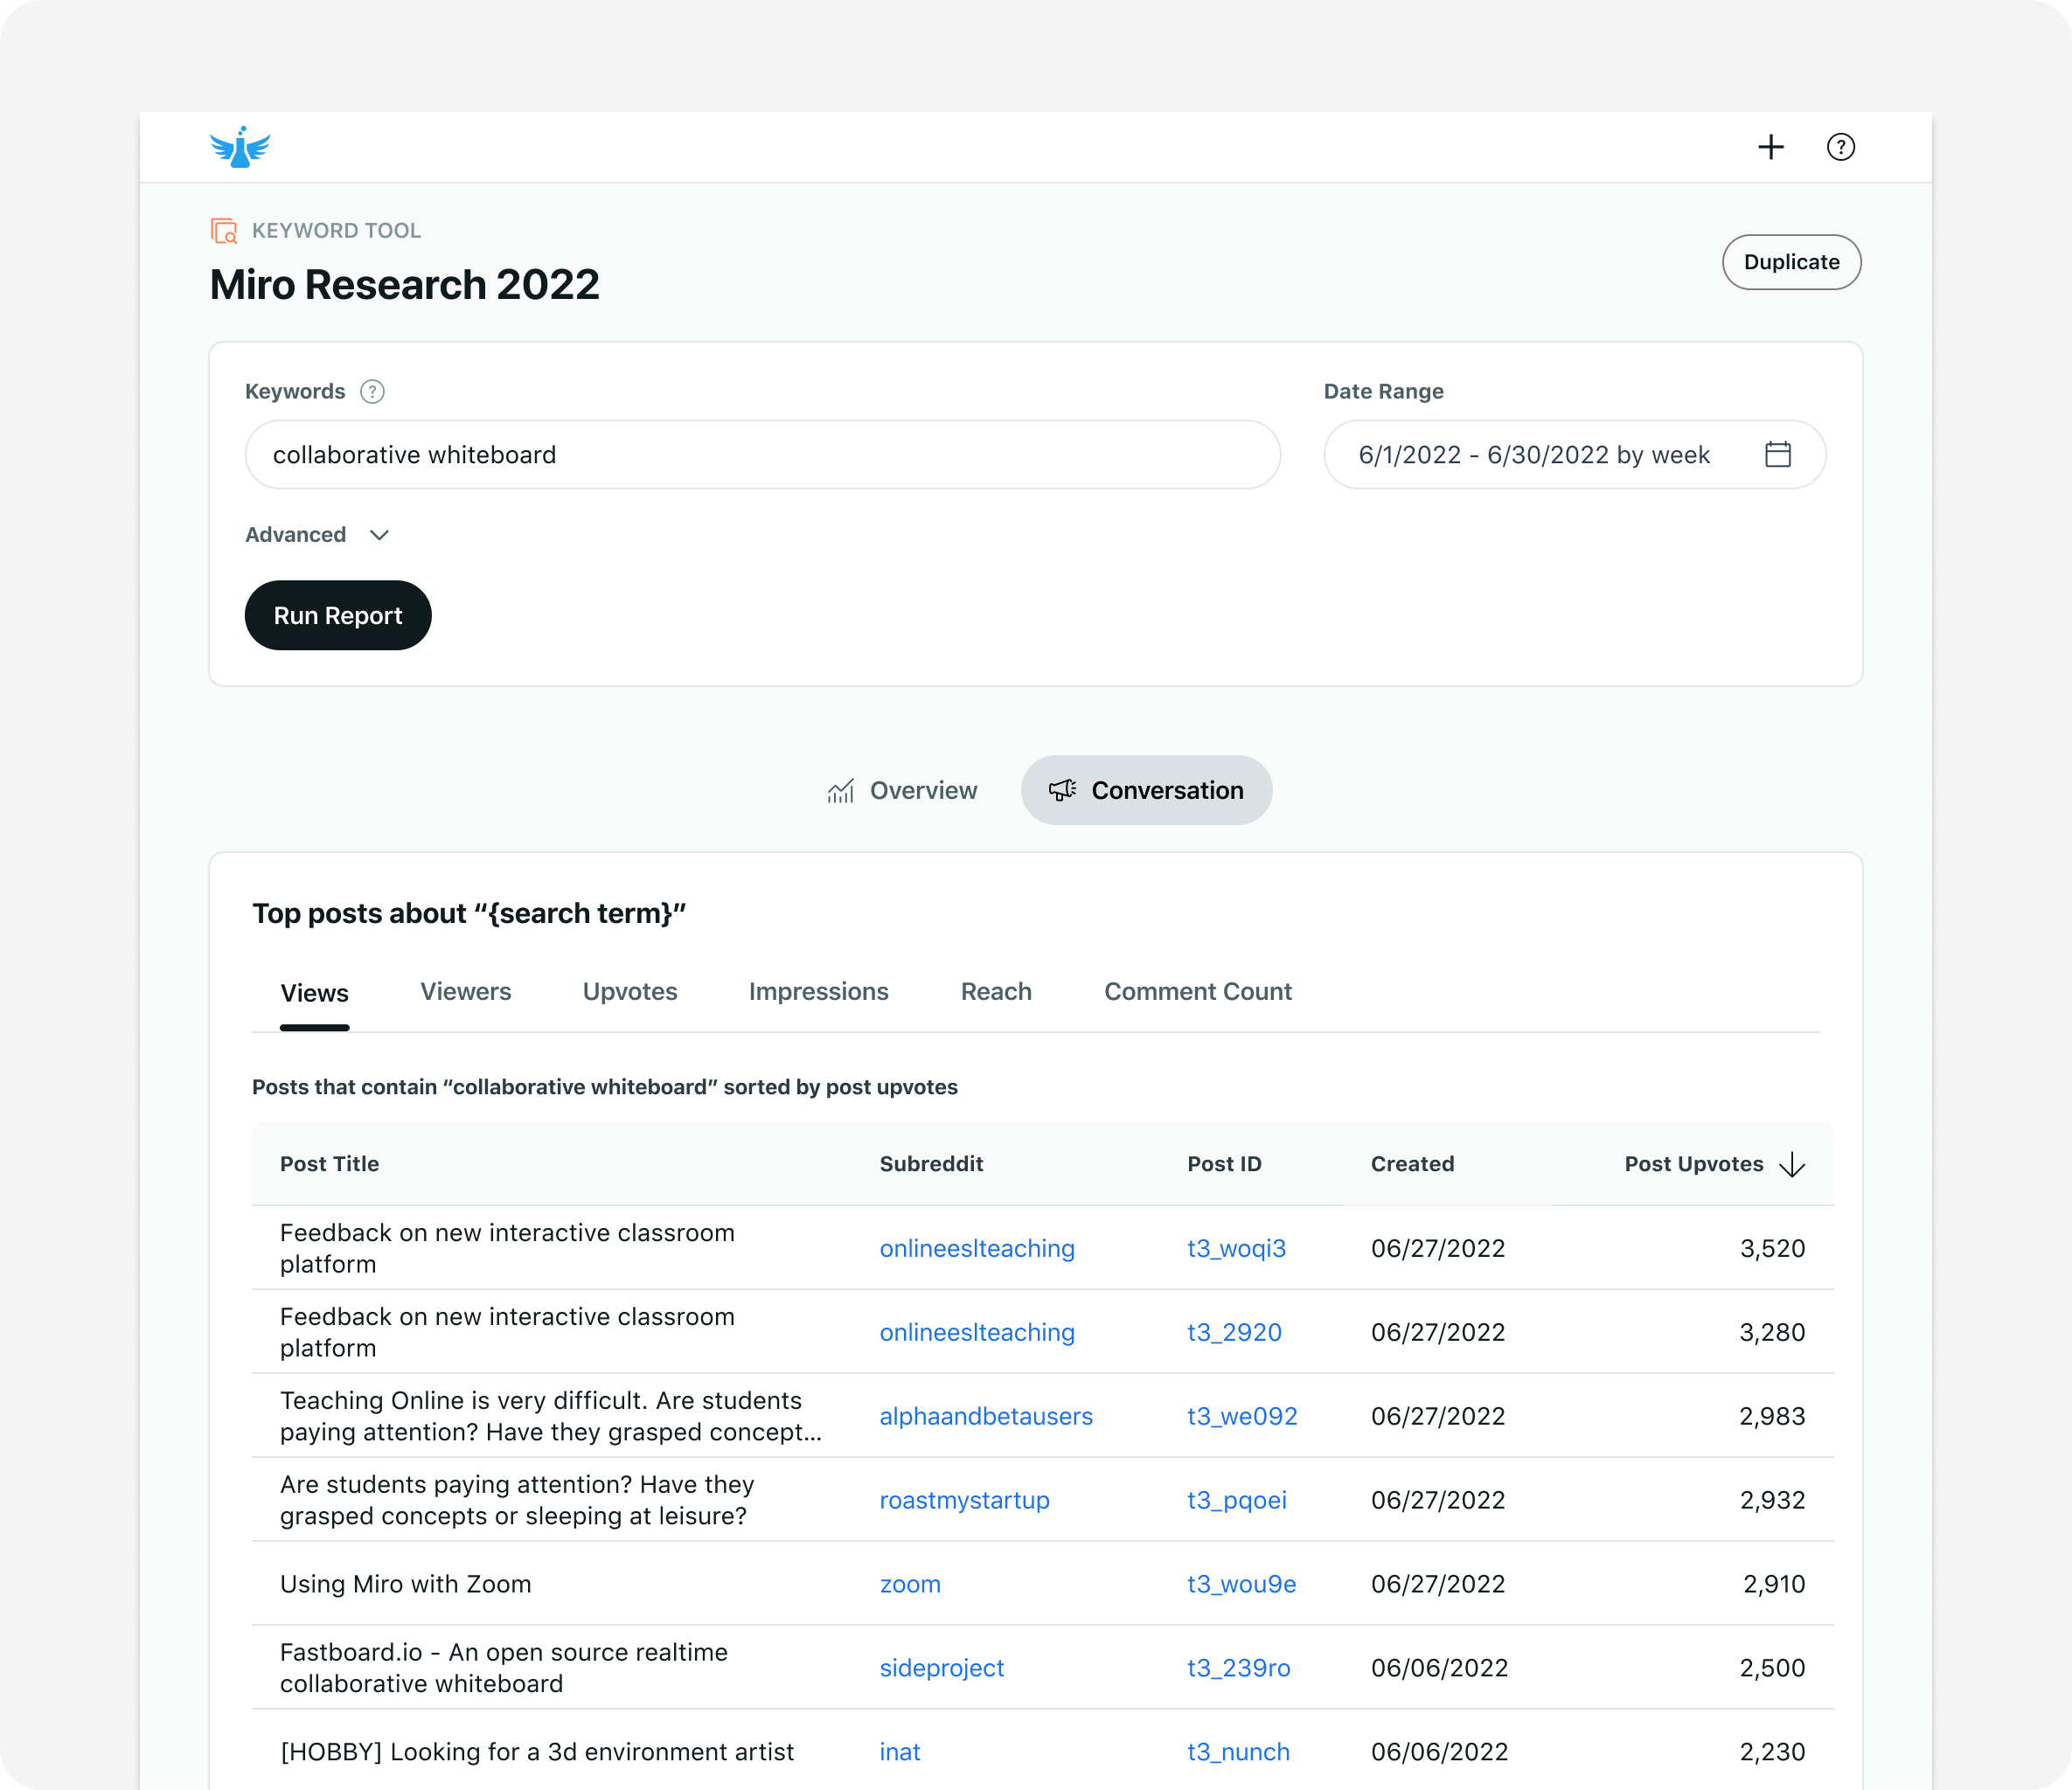 KEYWORD TOOL
Miro Research 2022
Duplicate
Keywords ?
Date Range
collaborative whiteboard
6/1/2022 - 6/30/2022 by week
Advanced
Run Report
Overview
Conversation
Top posts about “{search term}”
Views Viewers Upvotes Impressions Reach Comment Count
Posts that contain “collaborative whiteboard” sorted by post upvotes
Post Title Subreddit Post ID Created Post Upvotes
Feedback on new interactive classroom
platform
onlineeslteaching t3_woqi3 06/27/2022 3,520
Feedback on new interactive classroom
platform
onlineeslteaching t3_2920 06/27/2022 3,280
Teaching Online is very difficult. Are students
paying attention? Have they grasped concept...
alphaandbetausers t3_we092 06/27/2022 2,983
Are students paying attention? Have they
grasped concepts or sleeping at leisure?
roastmystartup t3_pqoei 06/27/2022 2,932
Using Miro with Zoom zoom t3_wou9e 06/27/2022 2,910
Fastboard.io - An open source realtime
collaborative whiteboard
sideproject t3_239ro 06/06/2022 2,500
[HOBBY] Looking for a 3d environment artist inat t3_nunch 06/06/2022 2,230